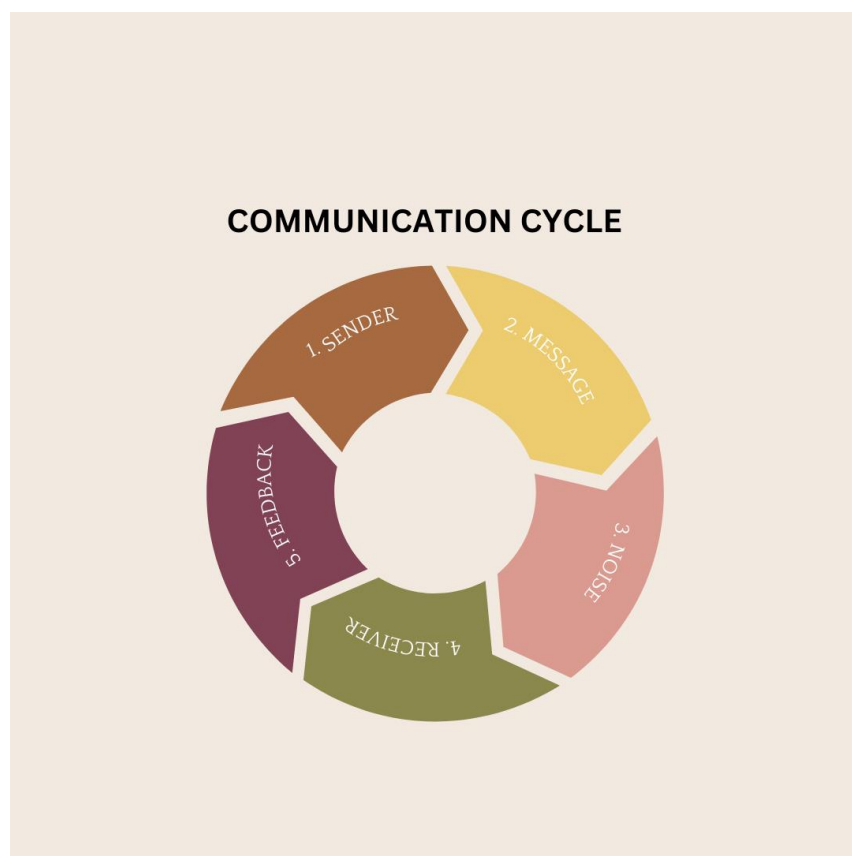 COMMUNICATION CYCLE
1. SENDER
2. MESSAGE
3. NOISE
4. RECEIVER
5. FEEDBACK